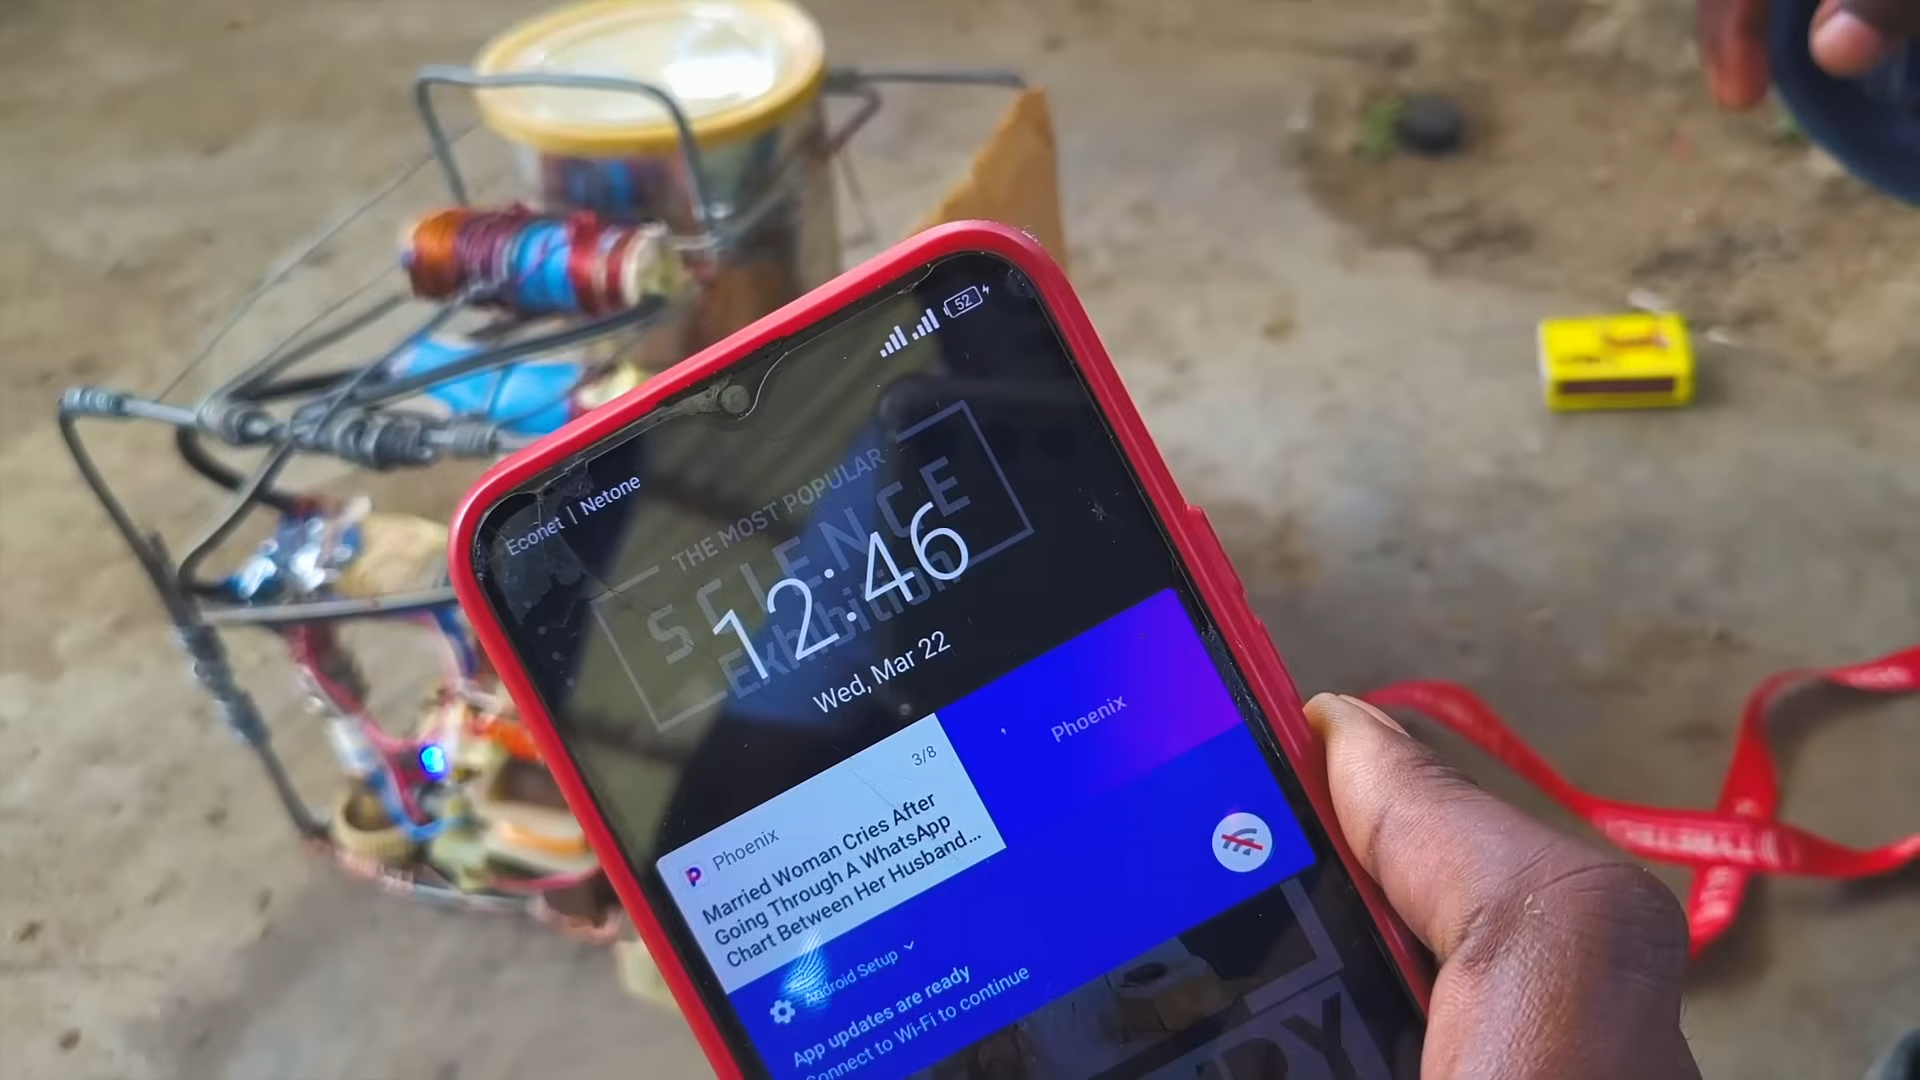 52
Econet | Netone
THE MOST POPULAR
SCIENCE
Exhibition
12:46
Wed, Mar 22
3/8
Phoenix
Phoenix
Married Woman Cries After
Going Through A WhatsApp
Chart Between Her Husband...
Android Setup
App updates are ready
Connect to Wi-Fi to continue